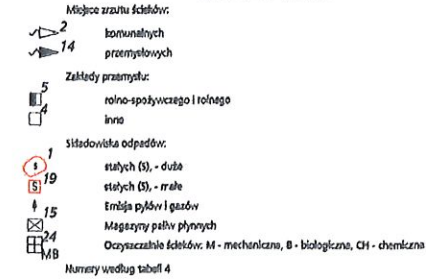 Miejsce zrzutu ścieków:
2 komunalnych
14 przemysłowych
Zakłady przemysłu:
5 rolno-spożywczego i rolnego
4 inne
Składowiska odpadów:
1 s stałych (S), - duże
19 S stałych (S), - małe
Emisja pyłów i gazów
15 Magazyny paliw płynnych
24 MB Oczyszczalnie ścieków: M - mechaniczna, B - biologiczna, CH - chemiczna
Numery według tabeli 4